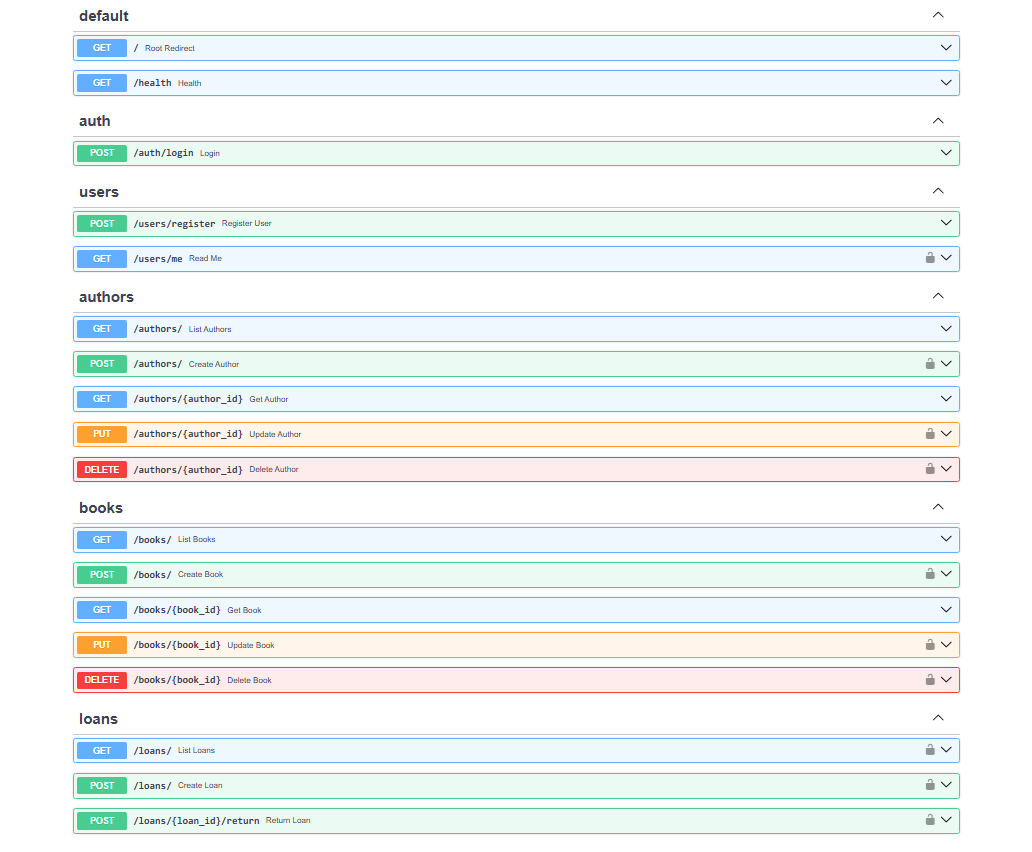 default
GET / Root Redirect
GET /health Health
auth
POST /auth/login Login
users
POST /users/register Register User
GET /users/me Read Me
authors
GET /authors/ List Authors
POST /authors/ Create Author
GET /authors/{author_id} Get Author
PUT /authors/{author_id} Update Author
DELETE /authors/{author_id} Delete Author
books
GET /books/ List Books
POST /books/ Create Book
GET /books/{book_id} Get Book
PUT /books/{book_id} Update Book
DELETE /books/{book_id} Delete Book
loans
GET /loans/ List Loans
POST /loans/ Create Loan
POST /loans/{loan_id}/return Return Loan